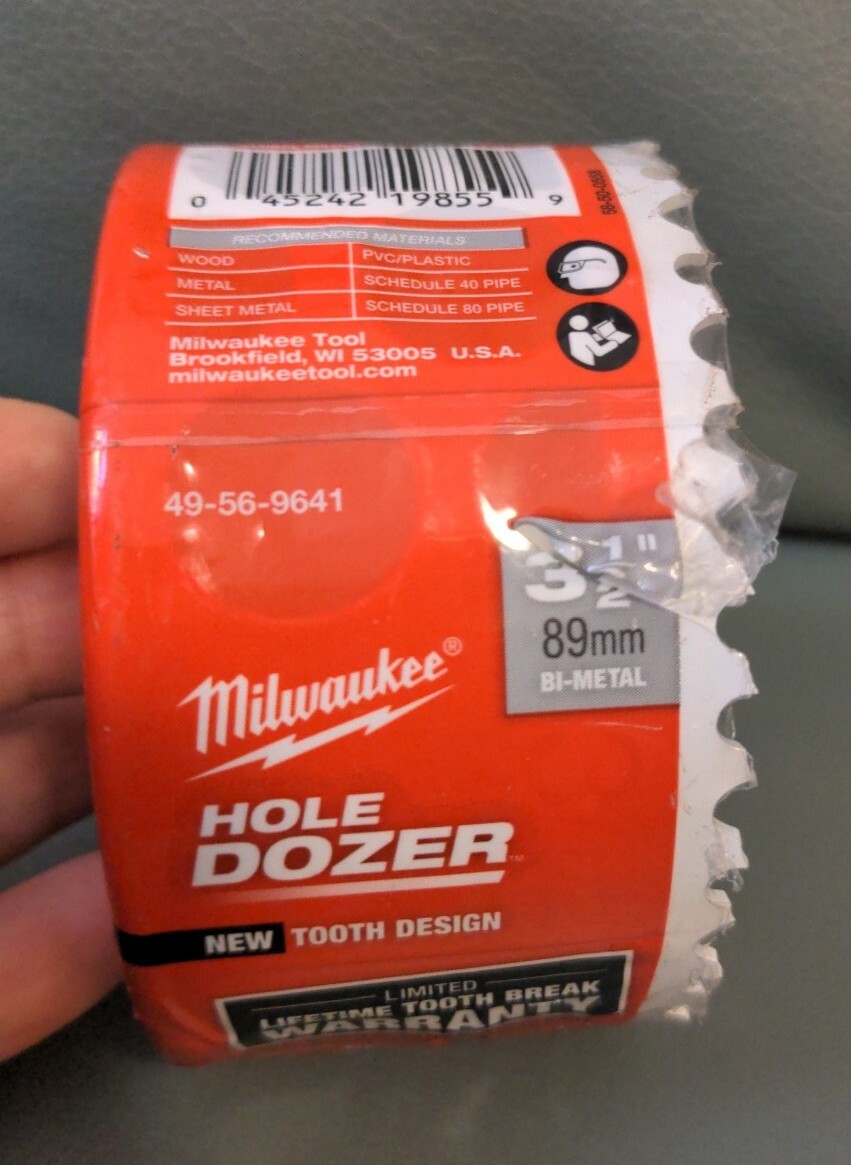 0 45242 19855 9
RECOMMENDED MATERIALS
WOOD PVC/PLASTIC
METAL SCHEDULE 40 PIPE
SHEET METAL SCHEDULE 80 PIPE
Milwaukee Tool
Brookfield, WI 53005 U.S.A.
milwaukeetool.com
49-56-9641
3 1/2"
89mm
BI-METAL
Milwaukee®
HOLE
DOZER™
NEW TOOTH DESIGN
LIMITED
LIFETIME TOOTH BREAK
WARRANTY